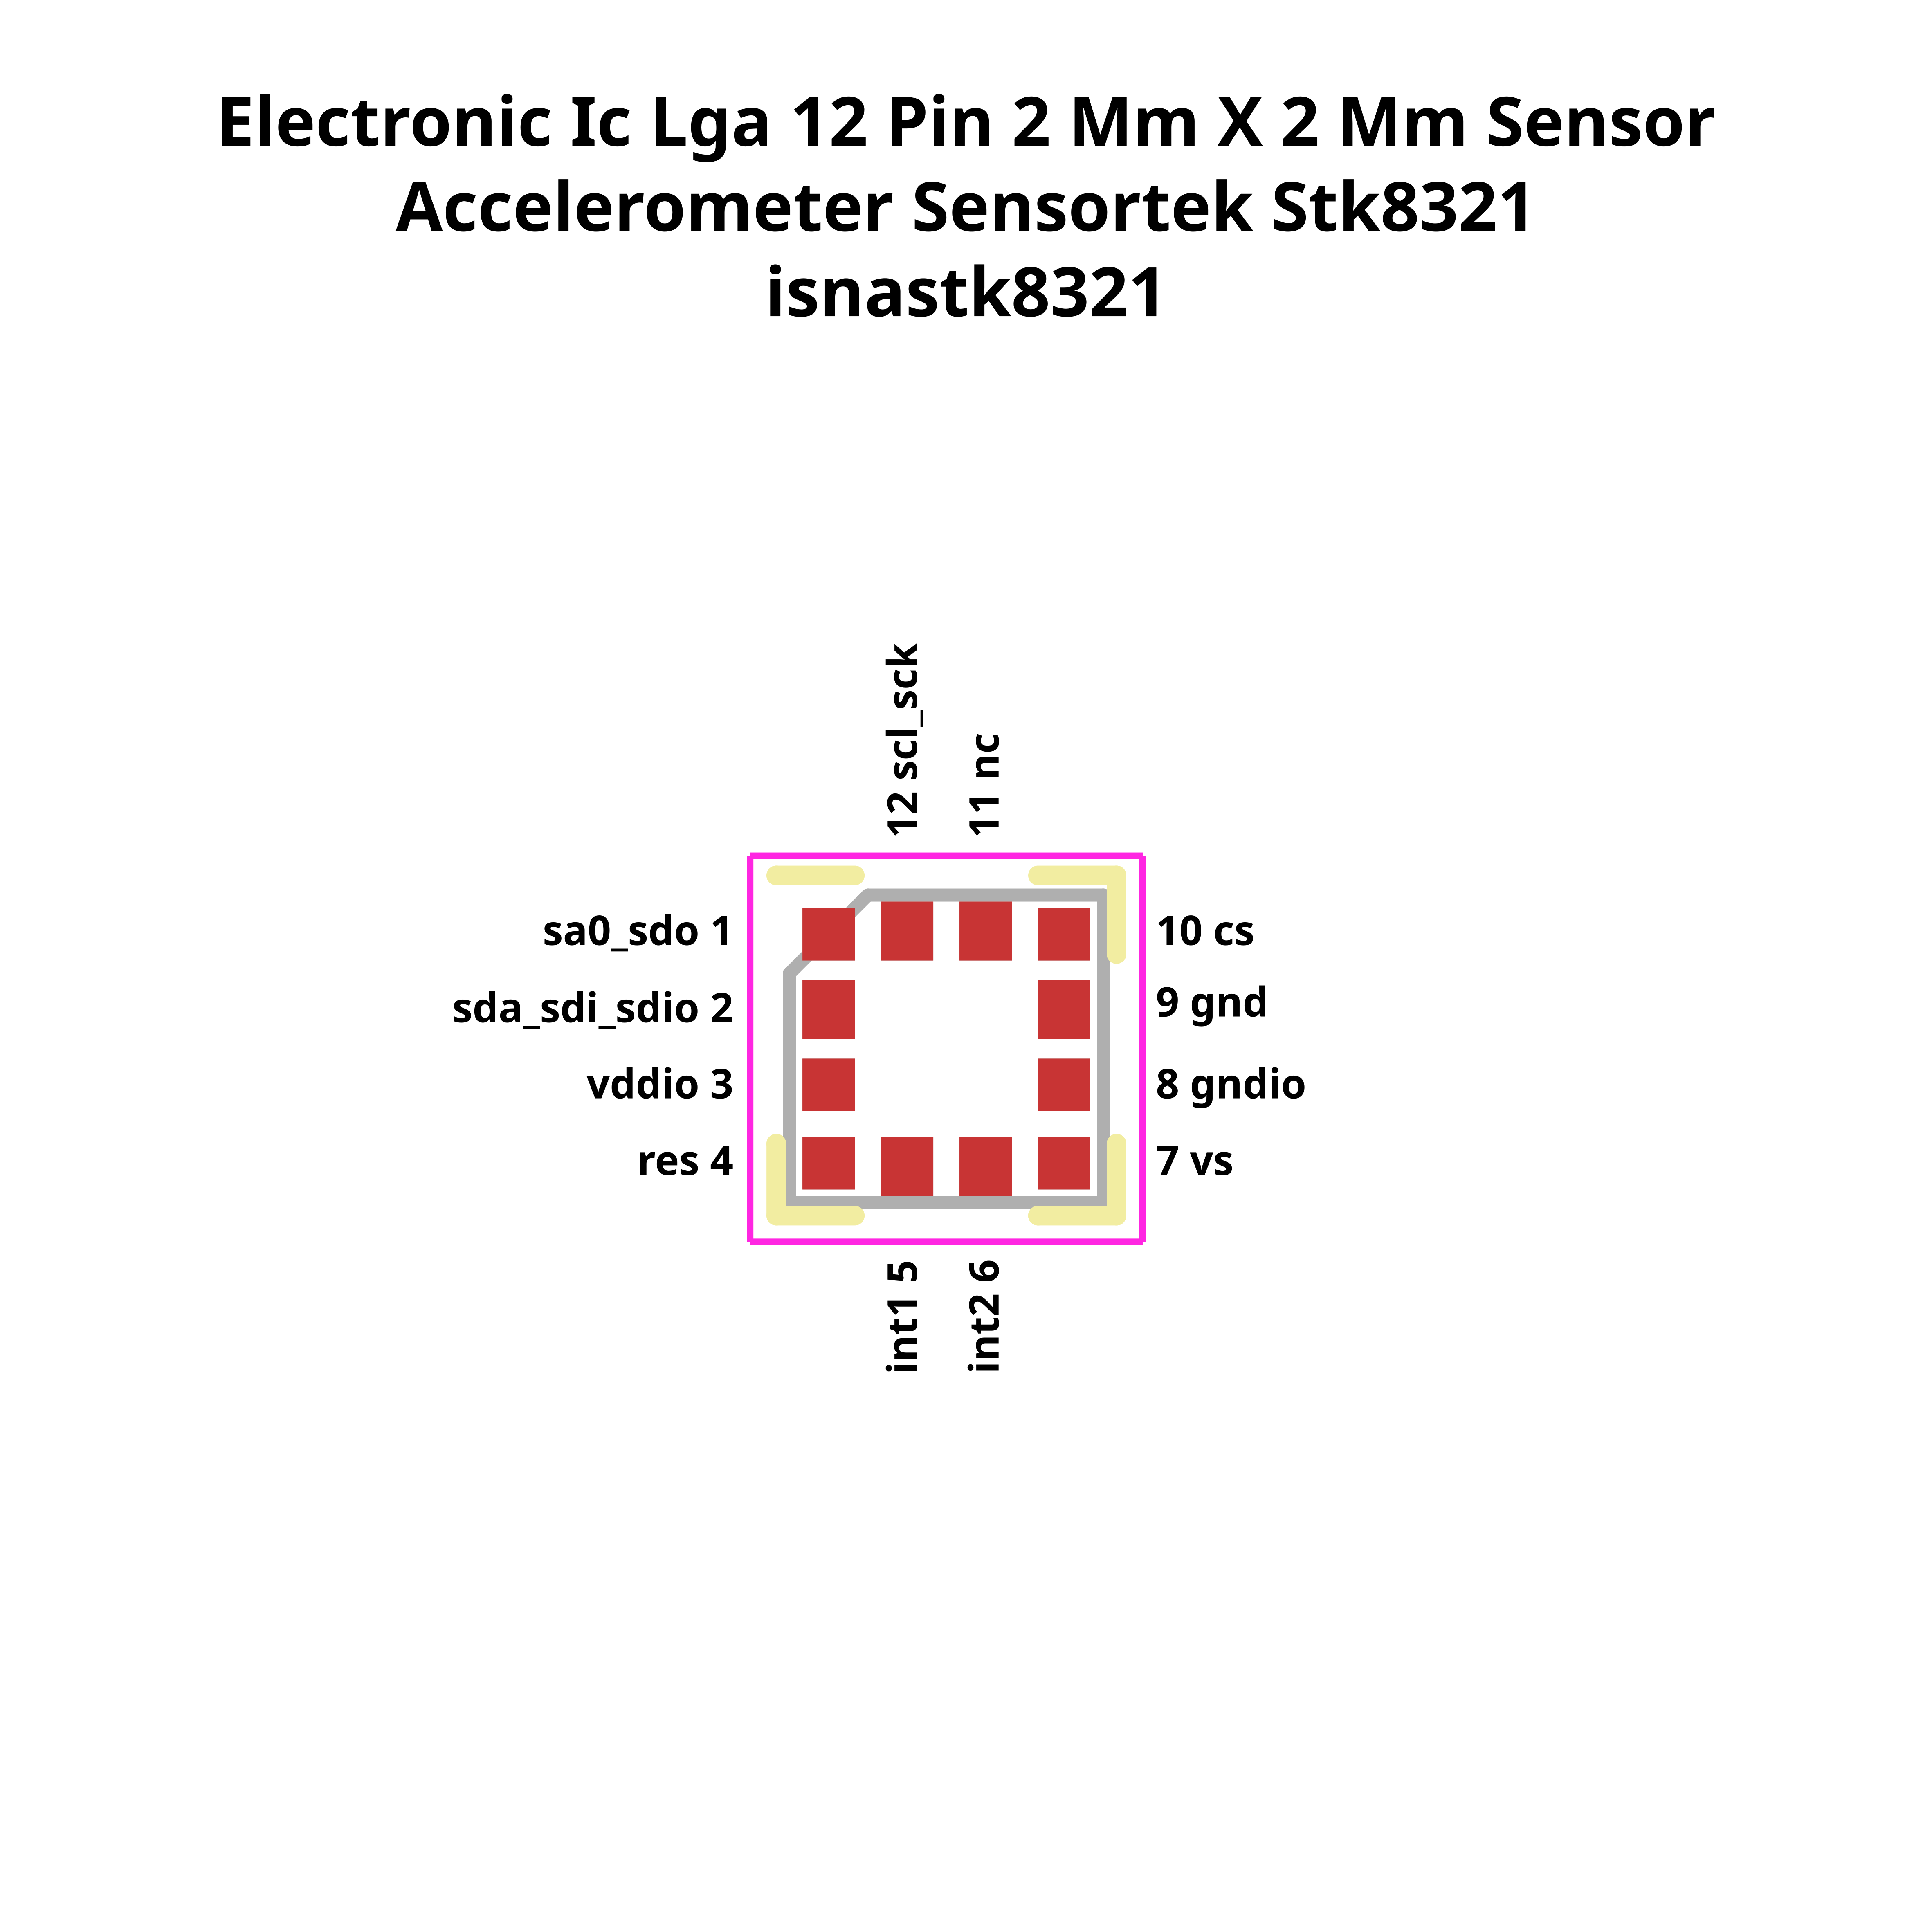 Electronic Ic Lga 12 Pin 2 Mm X 2 Mm Sensor
Accelerometer Sensortek Stk8321
isnastk8321
12 scl_sck
11 nc
sa0_sdo 1
sda_sdi_sdio 2
vddio 3
res 4
10 cs
9 gnd
8 gndio
7 vs
int1 5
int2 6